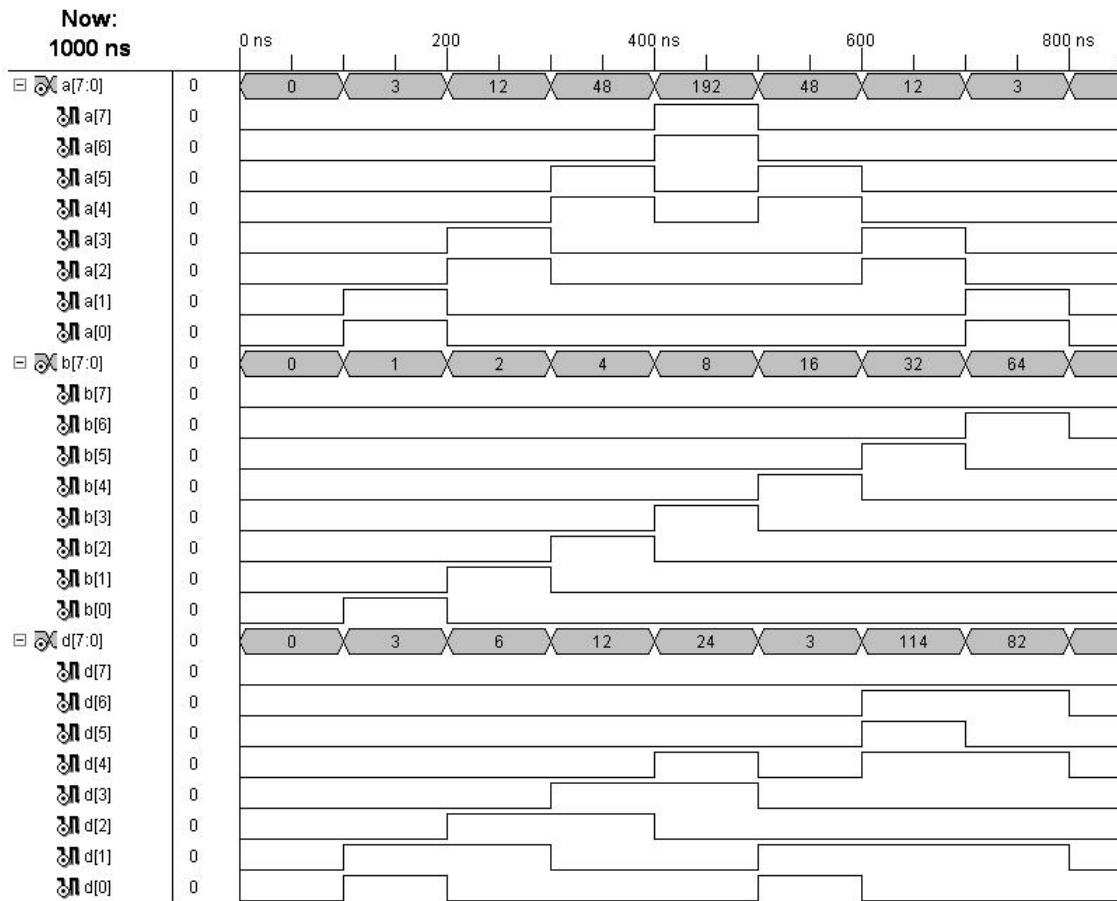 Now:
1000 ns
0 ns 200 400 ns 600 800 ns
a[7:0] 0 0 3 12 48 192 48 12 3
a[7] 0
a[6] 0
a[5] 0
a[4] 0
a[3] 0
a[2] 0
a[1] 0
a[0] 0
b[7:0] 0 0 1 2 4 8 16 32 64
b[7] 0
b[6] 0
b[5] 0
b[4] 0
b[3] 0
b[2] 0
b[1] 0
b[0] 0
d[7:0] 0 0 3 6 12 24 3 114 82
d[7] 0
d[6] 0
d[5] 0
d[4] 0
d[3] 0
d[2] 0
d[1] 0
d[0] 0